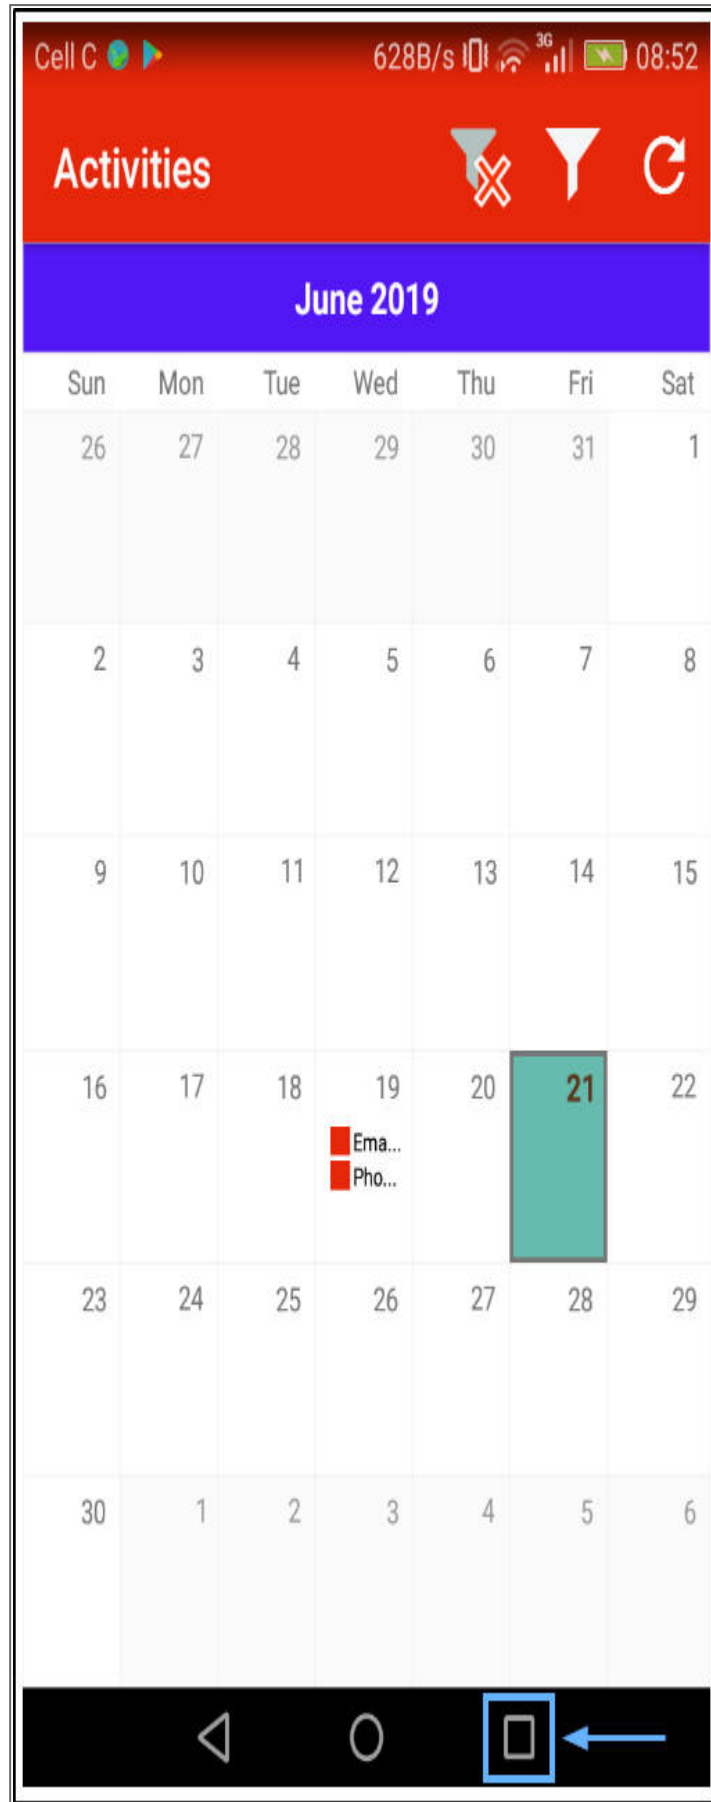 Cell C 628B/s 3G 08:52
Activities
June 2019
Sun Mon Tue Wed Thu Fri Sat
26 27 28 29 30 31 1
2 3 4 5 6 7 8
9 10 11 12 13 14 15
16 17 18 19 20 21 22
Ema...
Pho...
23 24 25 26 27 28 29
30 1 2 3 4 5 6